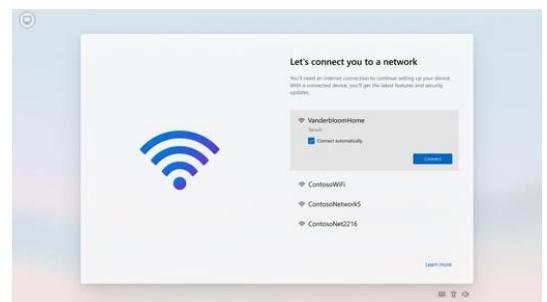 Let's connect you to a network
You'll need an internet connection to continue setting up your device.
With a connected device, you'll get the latest features and security
updates.
VanderbloomHome
Secure
Connect automatically
Connect
ContosoWiFi
ContosoNetwork5
ContosoNet2216
Learn more